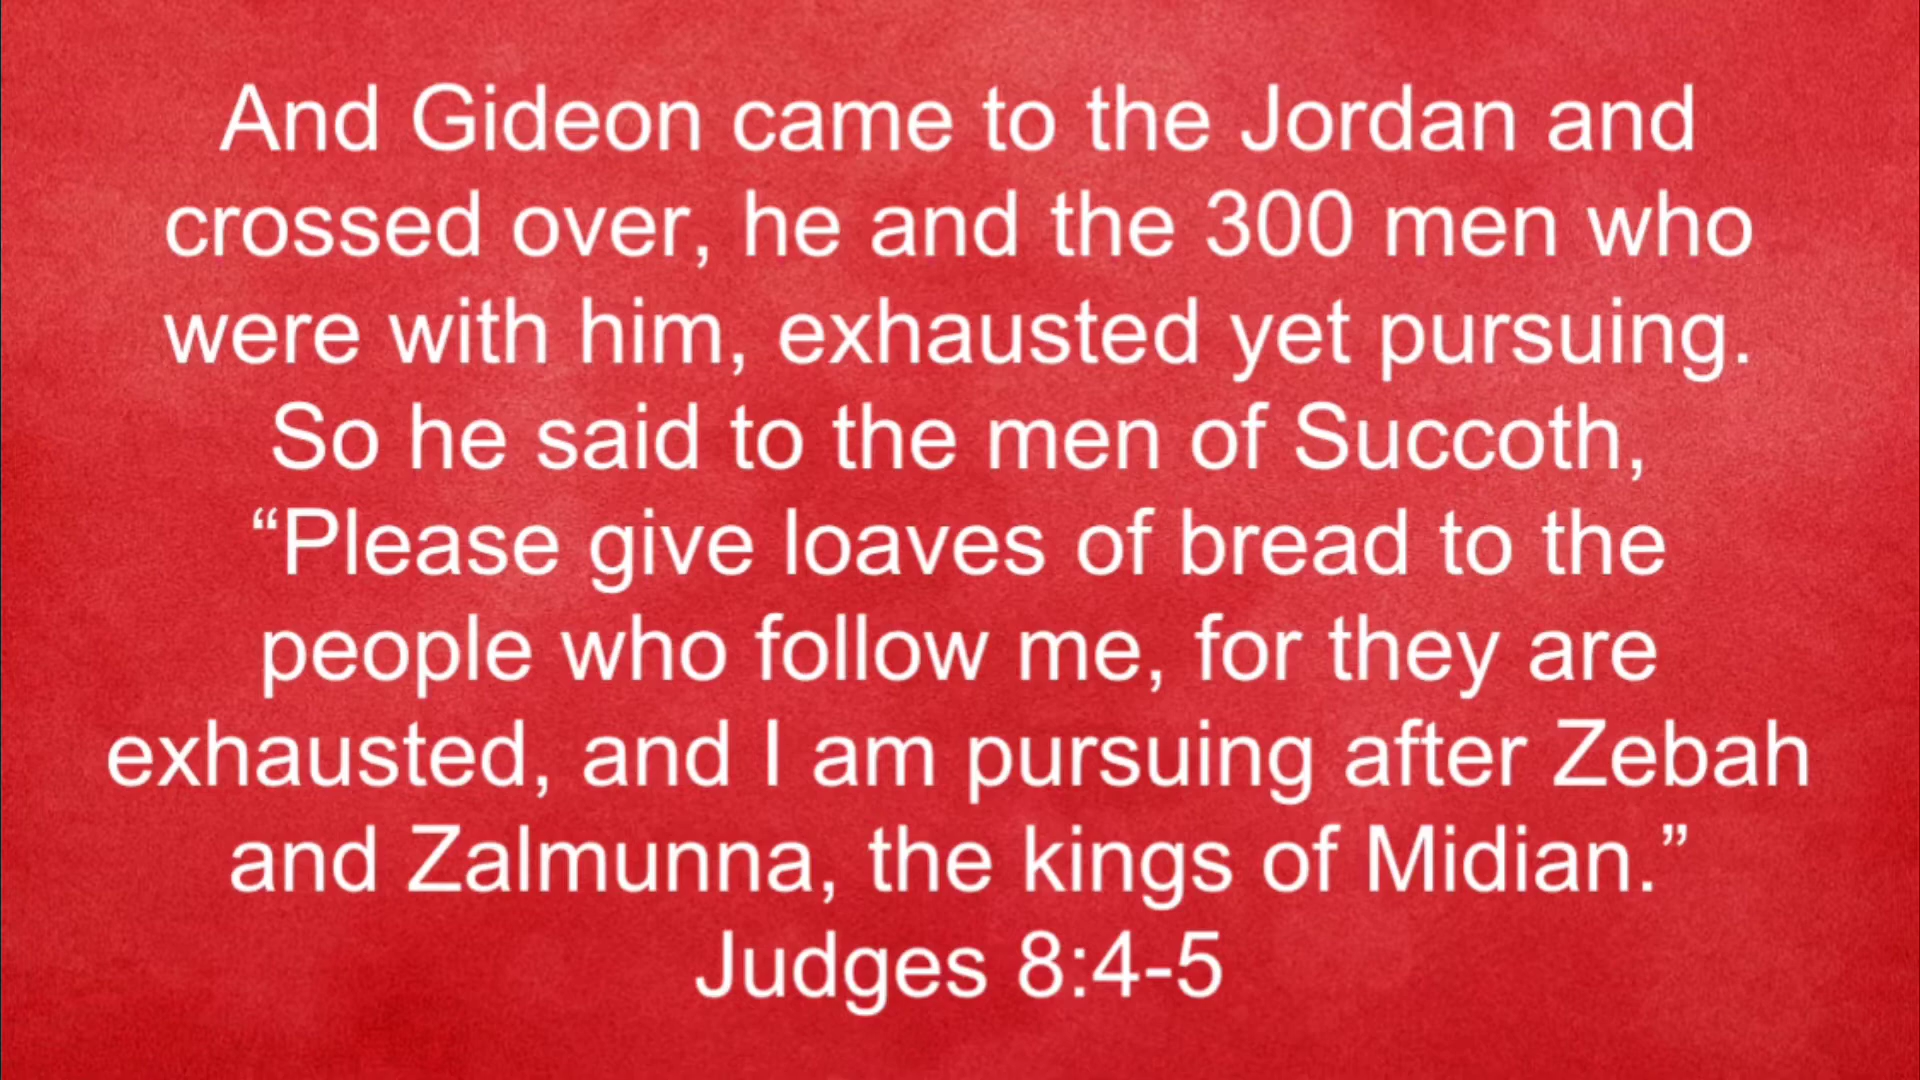 And Gideon came to the Jordan and
crossed over, he and the 300 men who
were with him, exhausted yet pursuing.
So he said to the men of Succoth,
“Please give loaves of bread to the
people who follow me, for they are
exhausted, and I am pursuing after Zebah
and Zalmunna, the kings of Midian.”
Judges 8:4-5